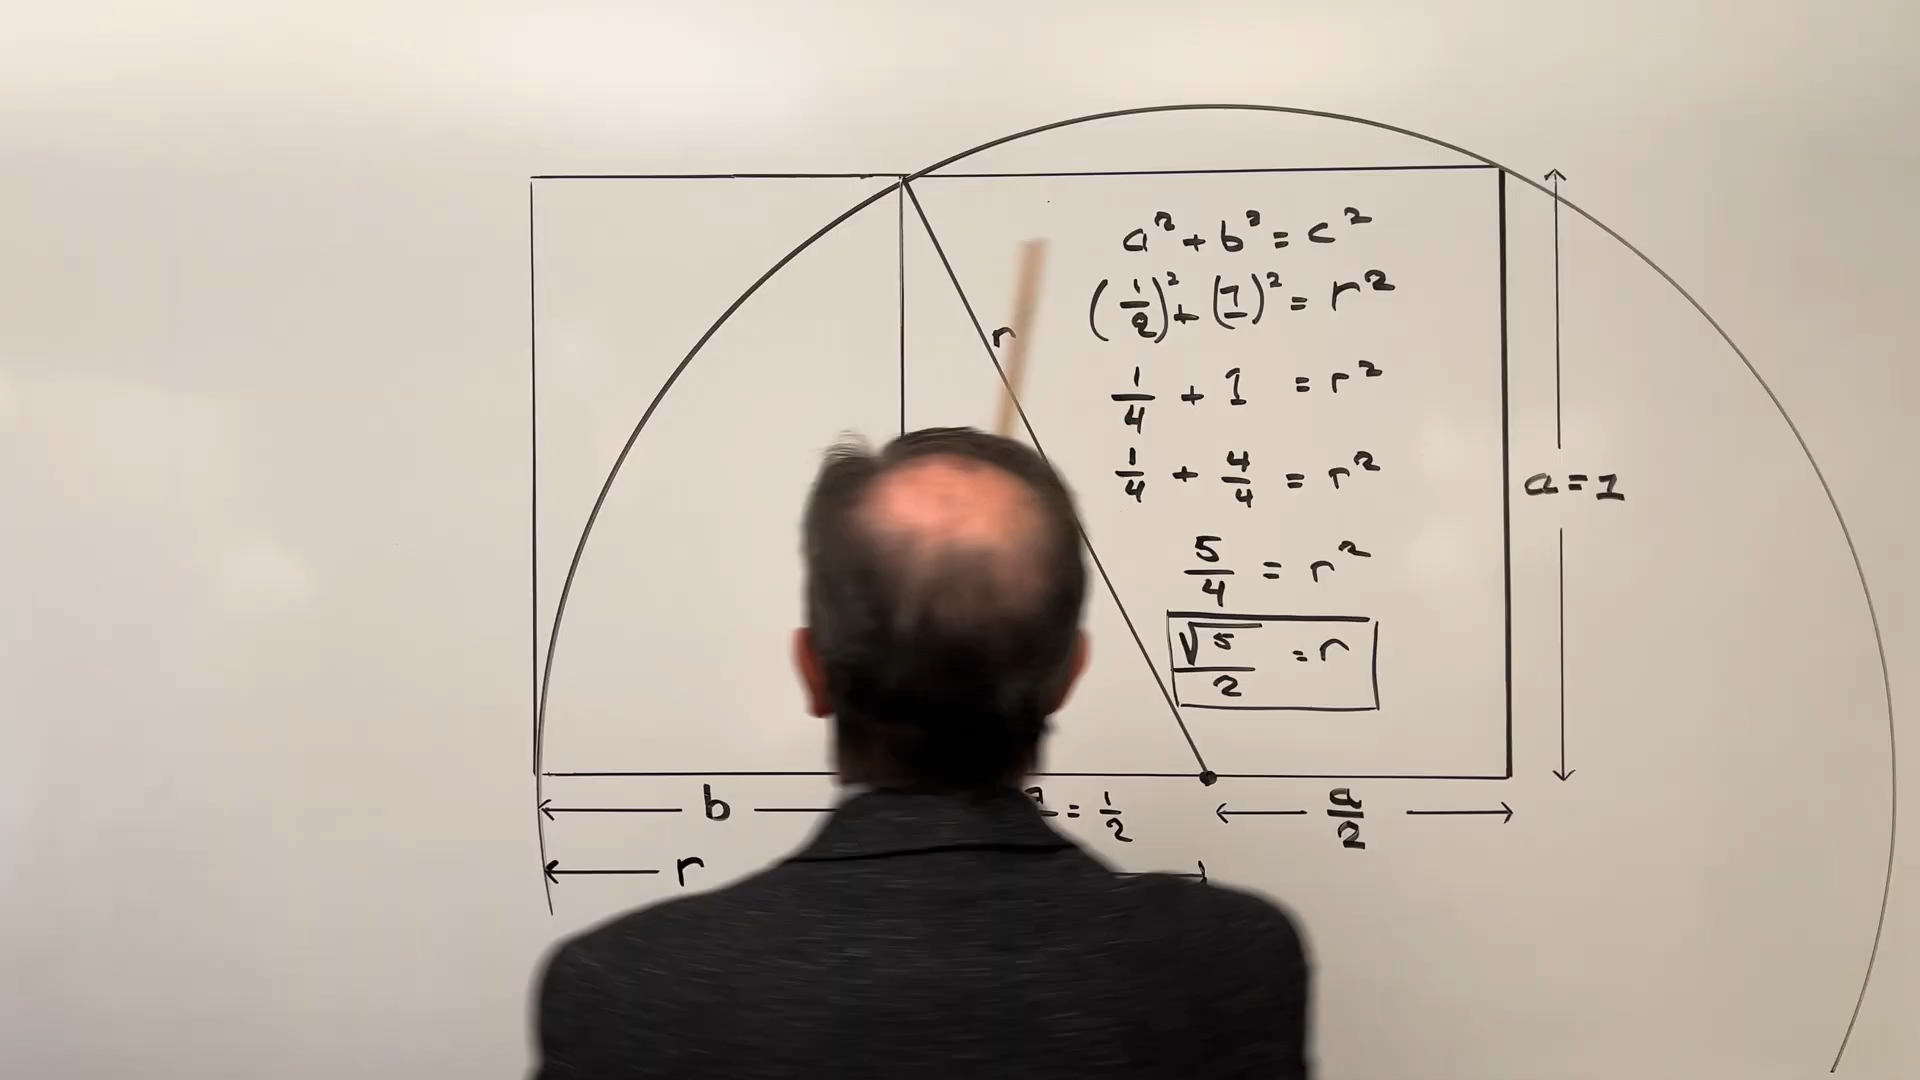 a² + b² = c²
(1/2)² + (1)² = r²
r
1/4 + 1 = r²
1/4 + 4/4 = r²
a = 1
5/4 = r²
√5/2 = r
b
= 1/2
a/2
r